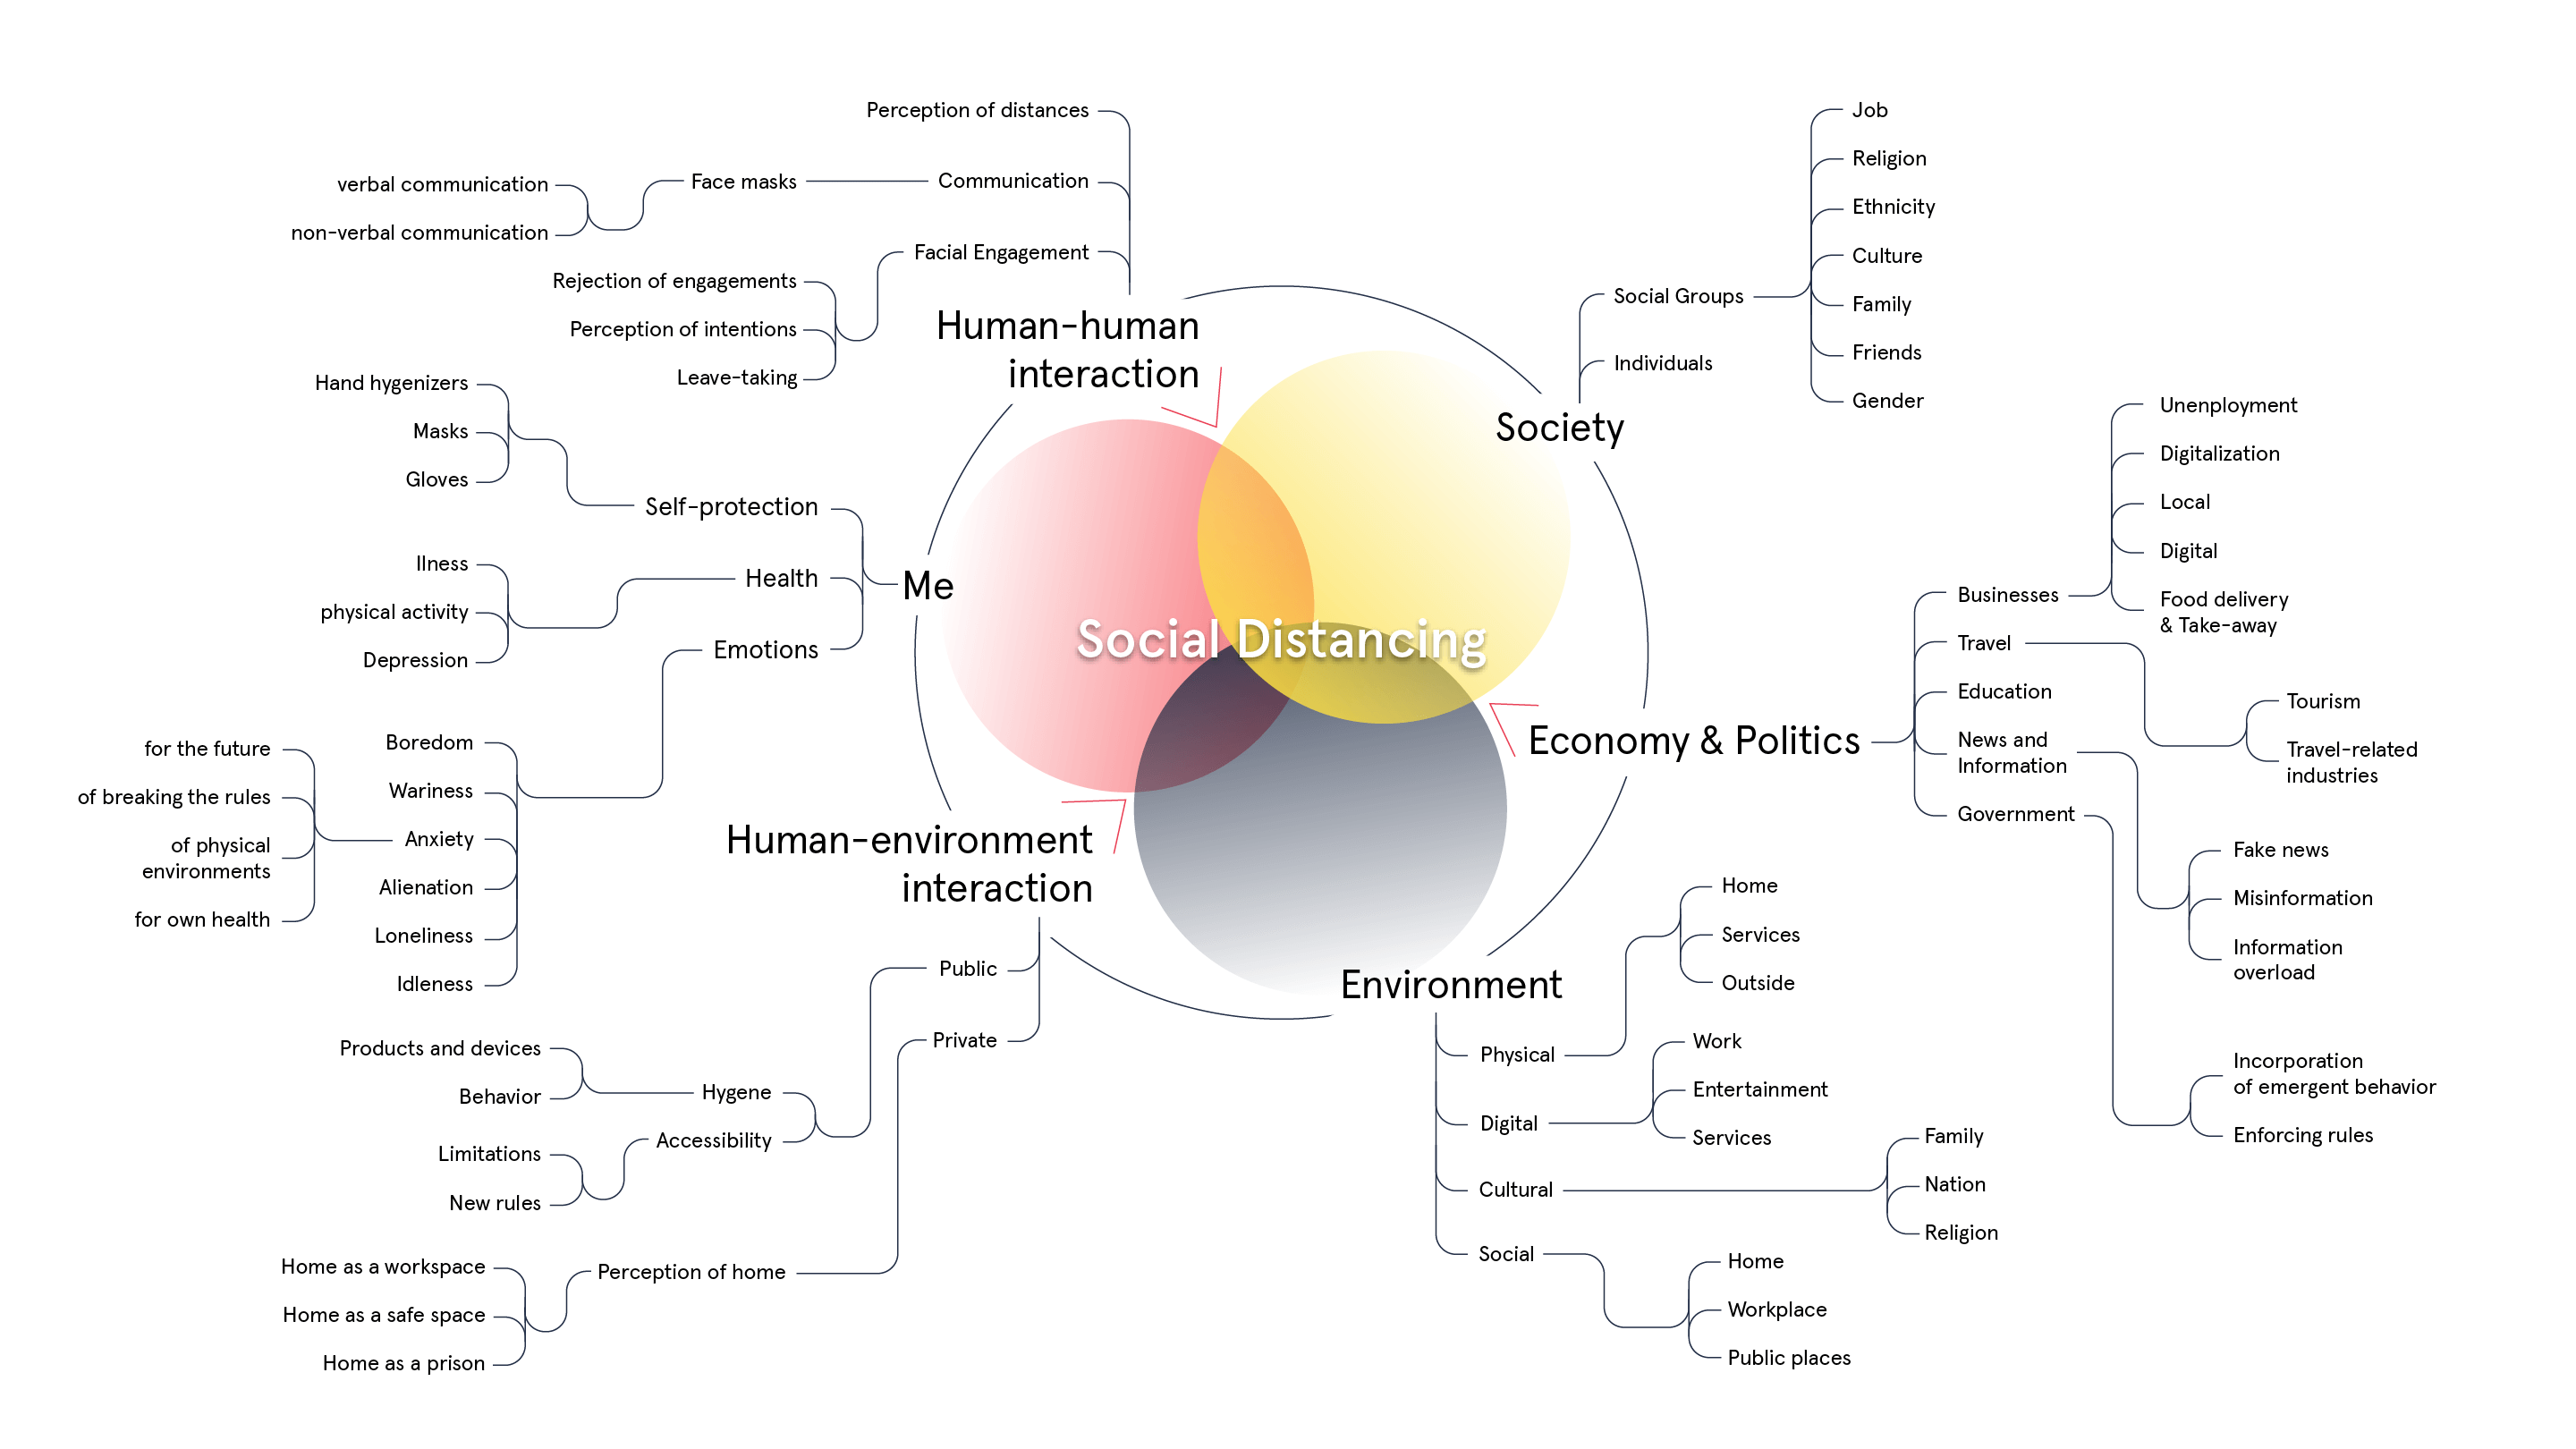 Social Distancing
Human-human
interaction
Perception of distances
Communication
Face masks
verbal communication
non-verbal communication
Facial Engagement
Rejection of engagements
Perception of intentions
Leave-taking
Me
Self-protection
Hand hygenizers
Masks
Gloves
Health
Ilness
physical activity
Depression
Emotions
Boredom
Wariness
Anxiety
for the future
of breaking the rules
of physical
environments
for own health
Alienation
Loneliness
Idleness
Human-environment
interaction
Public
Hygene
Products and devices
Behavior
Accessibility
Limitations
New rules
Private
Perception of home
Home as a workspace
Home as a safe space
Home as a prison
Society
Social Groups
Job
Religion
Ethnicity
Culture
Family
Friends
Gender
Individuals
Economy & Politics
Businesses
Unenployment
Digitalization
Local
Digital
Food delivery
& Take-away
Travel
Tourism
Travel-related
industries
Education
News and
Information
Fake news
Misinformation
Information
overload
Government
Incorporation
of emergent behavior
Enforcing rules
Environment
Physical
Home
Services
Outside
Digital
Work
Entertainment
Services
Cultural
Family
Nation
Religion
Social
Home
Workplace
Public places